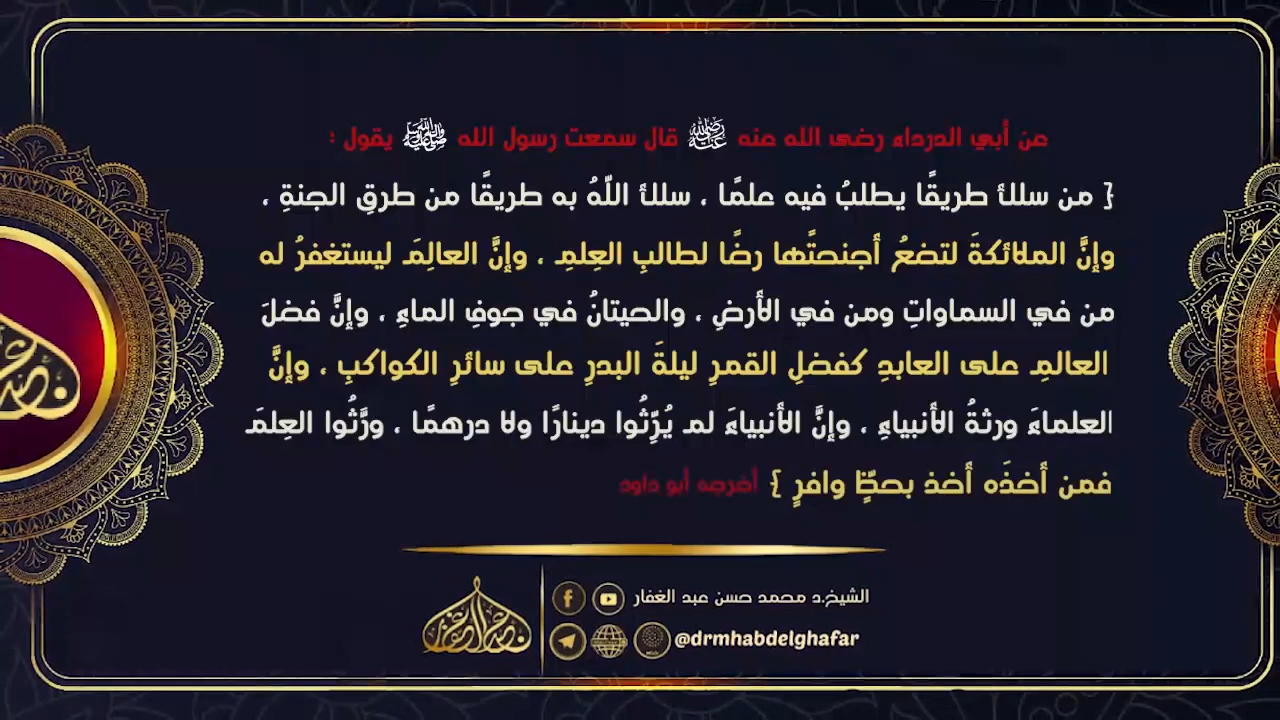 عن أبي الدرداء رضى الله عنه ﵁ قال سمعت رسول الله ﷺ يقول :
{ من سلك طريقًا يطلبُ فيه علمًا ، سلك اللّهُ به طريقًا من طرقِ الجنةِ ،
وإنَّ الملائكةَ لتضعُ أجنحتَها رضًا لطالبِ العِلمِ ، وإنَّ العالِمَ ليستغفرُ له
من في السماواتِ ومن في الأرضِ ، والحيتانُ في جوفِ الماءِ ، وإنَّ فضلَ
العالمِ على العابدِ كفضلِ القمرِ ليلةَ البدرِ على سائرِ الكواكبِ ، وإنَّ
العلماءَ ورثةُ الأنبياءِ ، وإنَّ الأنبياءَ لم يُرِّثُوا دينارًا ولا درهمًا ، ورَّثُوا العِلمَ
فمن أخذَه أخذ بحظٍّ وافرٍ } أخرجه أبو داود
الشيخ.د محمد حسن عبد الغفار
@drmhabdelghafar